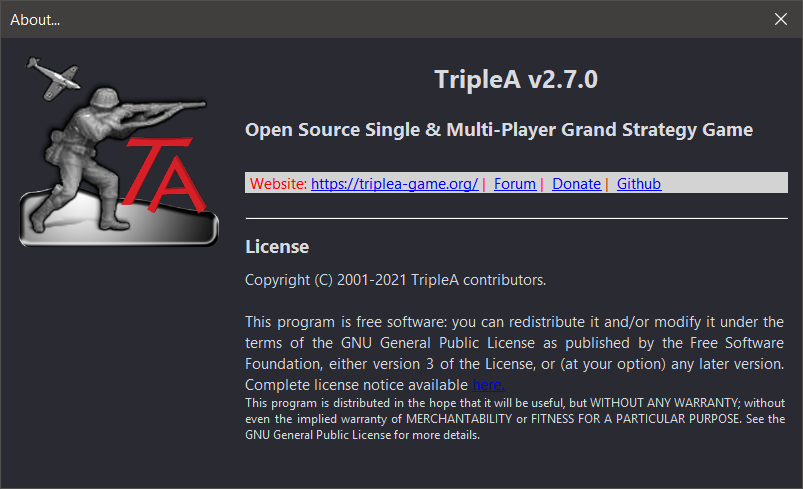 About...
TripleA v2.7.0
Open Source Single & Multi-Player Grand Strategy Game
Website: https://triplea-game.org/ | Forum | Donate | Github
TA
License
Copyright (C) 2001-2021 TripleA contributors.
This program is free software: you can redistribute it and/or modify it under the
terms of the GNU General Public License as published by the Free Software
Foundation, either version 3 of the License, or (at your option) any later version.
Complete license notice available here.
This program is distributed in the hope that it will be useful, but WITHOUT ANY WARRANTY; without
even the implied warranty of MERCHANTABILITY or FITNESS FOR A PARTICULAR PURPOSE. See the
GNU General Public License for more details.